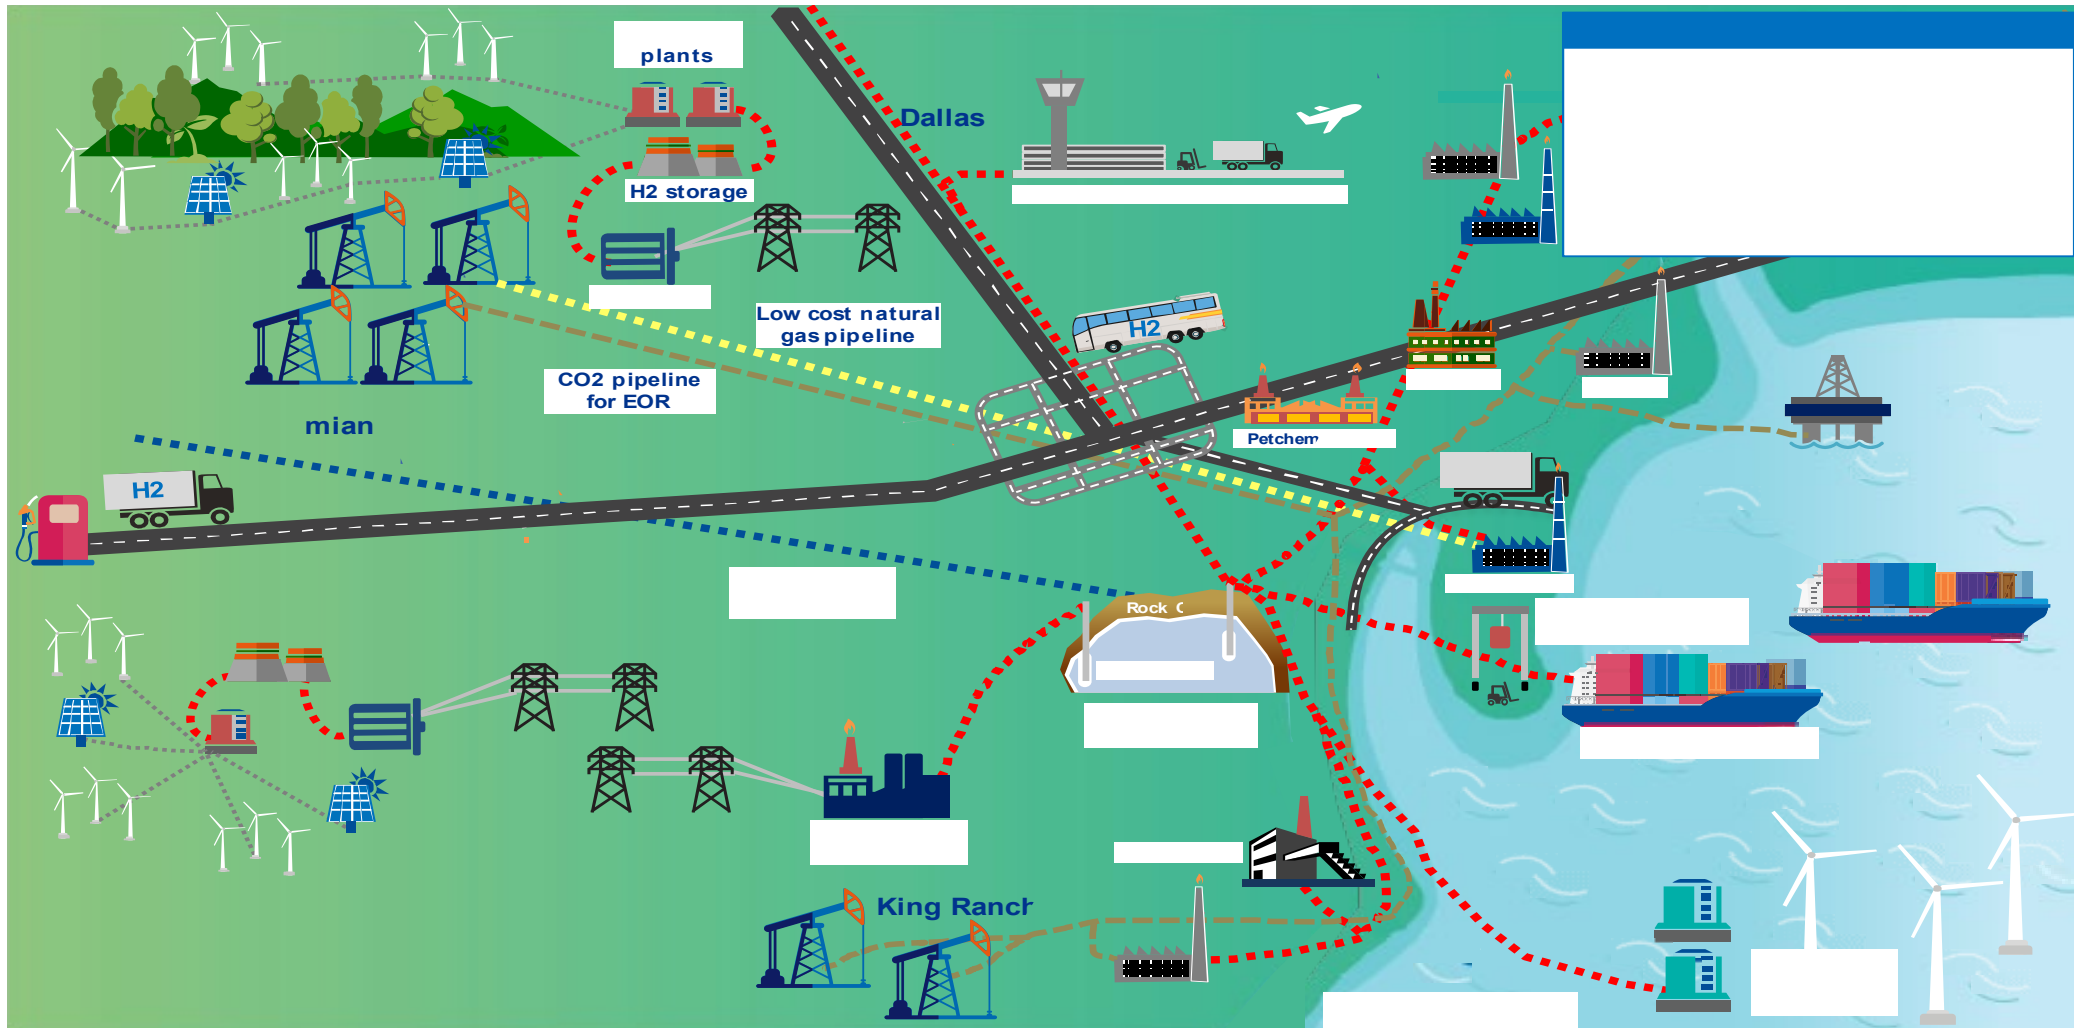 plants
Dallas
H2 storage
Low cost natural
gas pipeline
H2
CO2 pipeline
for EOR
mian
Petchem
H2
Rock C
King Ranch